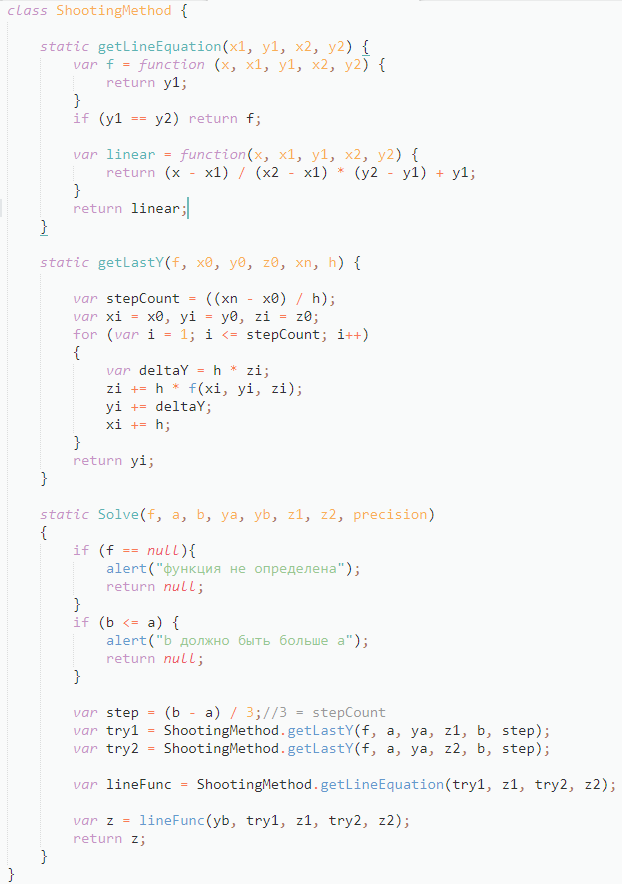 class ShootingMethod {
static getLineEquation(x1, y1, x2, y2) {
var f = function (x, x1, y1, x2, y2) {
return y1;
}
if (y1 == y2) return f;
var linear = function(x, x1, y1, x2, y2) {
return (x - x1) / (x2 - x1) * (y2 - y1) + y1;
}
return linear;
}
static getLastY(f, x0, y0, z0, xn, h) {
var stepCount = ((xn - x0) / h);
var xi = x0, yi = y0, zi = z0;
for (var i = 1; i <= stepCount; i++)
{
var deltaY = h * zi;
zi += h * f(xi, yi, zi);
yi += deltaY;
xi += h;
}
return yi;
}
static Solve(f, a, b, ya, yb, z1, z2, precision)
{
if (f == null){
alert("функция не определена");
return null;
}
if (b <= a) {
alert("b должно быть больше a");
return null;
}
var step = (b - a) / 3;//3 = stepCount
var try1 = ShootingMethod.getLastY(f, a, ya, z1, b, step);
var try2 = ShootingMethod.getLastY(f, a, ya, z2, b, step);
var lineFunc = ShootingMethod.getLineEquation(try1, z1, try2, z2);
var z = lineFunc(yb, try1, z1, try2, z2);
return z;
}
}